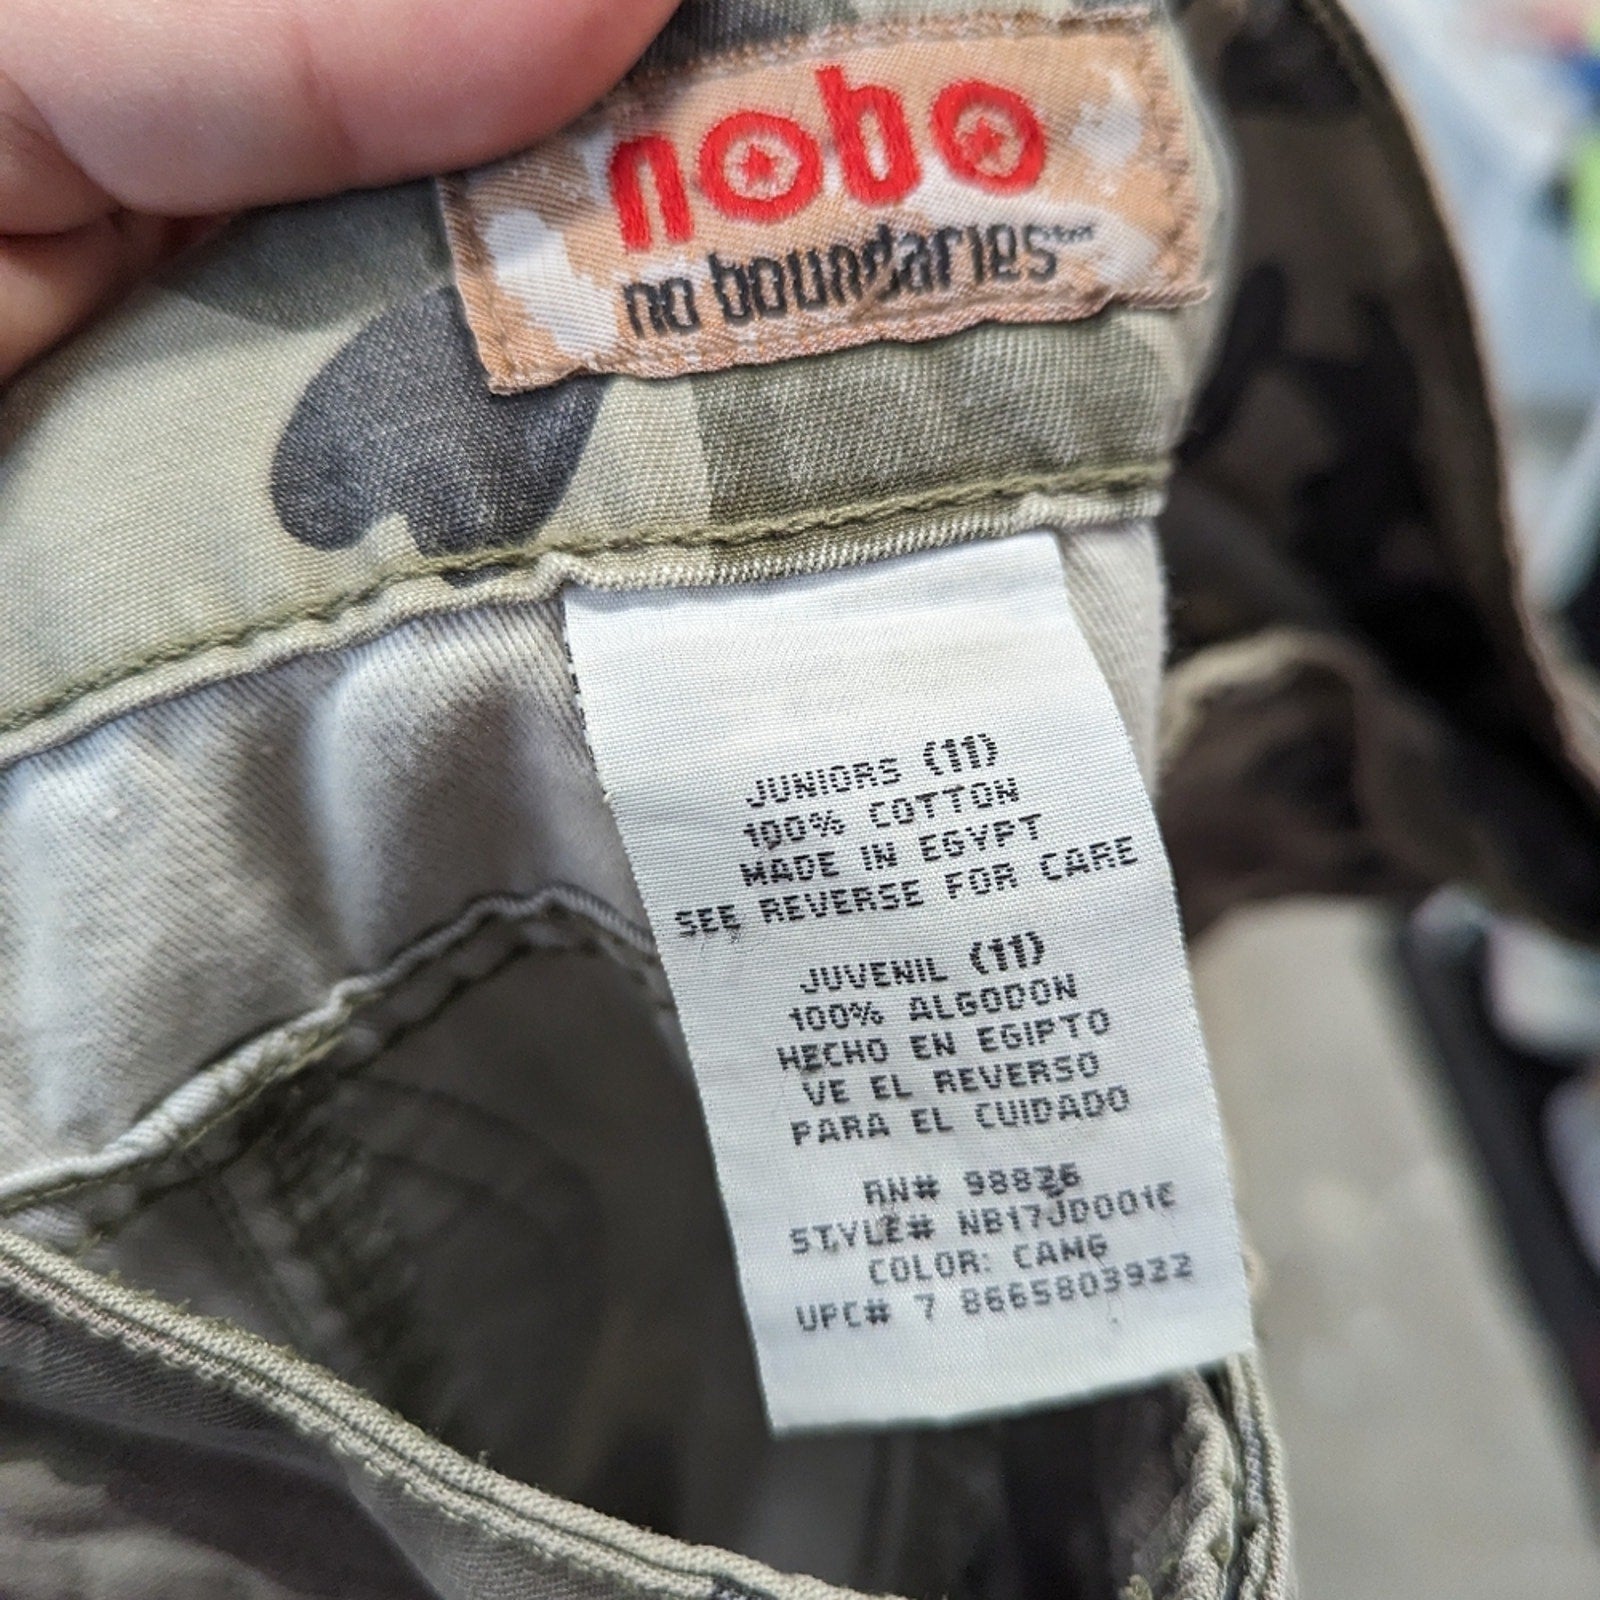 nobo
no boundaries
JUNIORS (11)
100% COTTON
MADE IN EGYPT
SEE REVERSE FOR CARE
JUVENIL (11)
100% ALGODON
HECHO EN EGIPTO
VE EL REVERSO
PARA EL CUIDADO
RN# 98826
STYLE# NB17JD001C
COLOR: CAMG
UPC# 7 8665803922